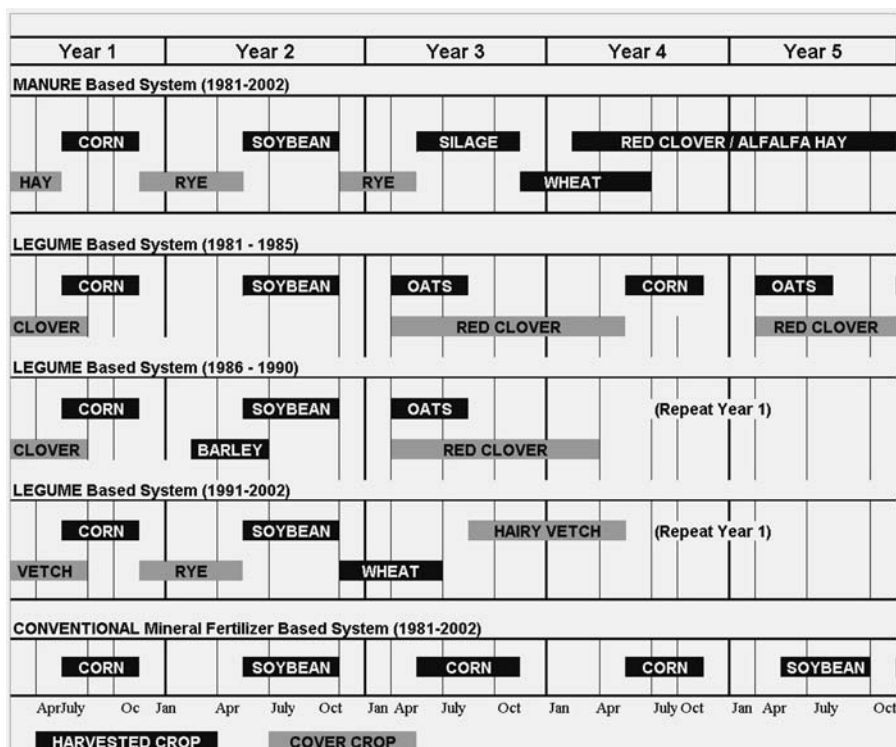 Year 1 Year 2 Year 3 Year 4 Year 5
MANURE Based System (1981-2002)
CORN SOYBEAN SILAGE RED CLOVER / ALFALFA HAY
HAY RYE RYE WHEAT
LEGUME Based System (1981 - 1985)
CORN SOYBEAN OATS CORN OATS
CLOVER RED CLOVER RED CLOVER
LEGUME Based System (1986 - 1990)
CORN SOYBEAN OATS (Repeat Year 1)
CLOVER BARLEY RED CLOVER
LEGUME Based System (1991-2002)
CORN SOYBEAN HAIRY VETCH (Repeat Year 1)
VETCH RYE WHEAT
CONVENTIONAL Mineral Fertilizer Based System (1981-2002)
CORN SOYBEAN CORN CORN SOYBEAN
Apr July Oc Jan Apr July Oct Jan Apr July Oct Jan Apr July Oct Jan Apr July Oct
HARVESTED CROP COVER CROP